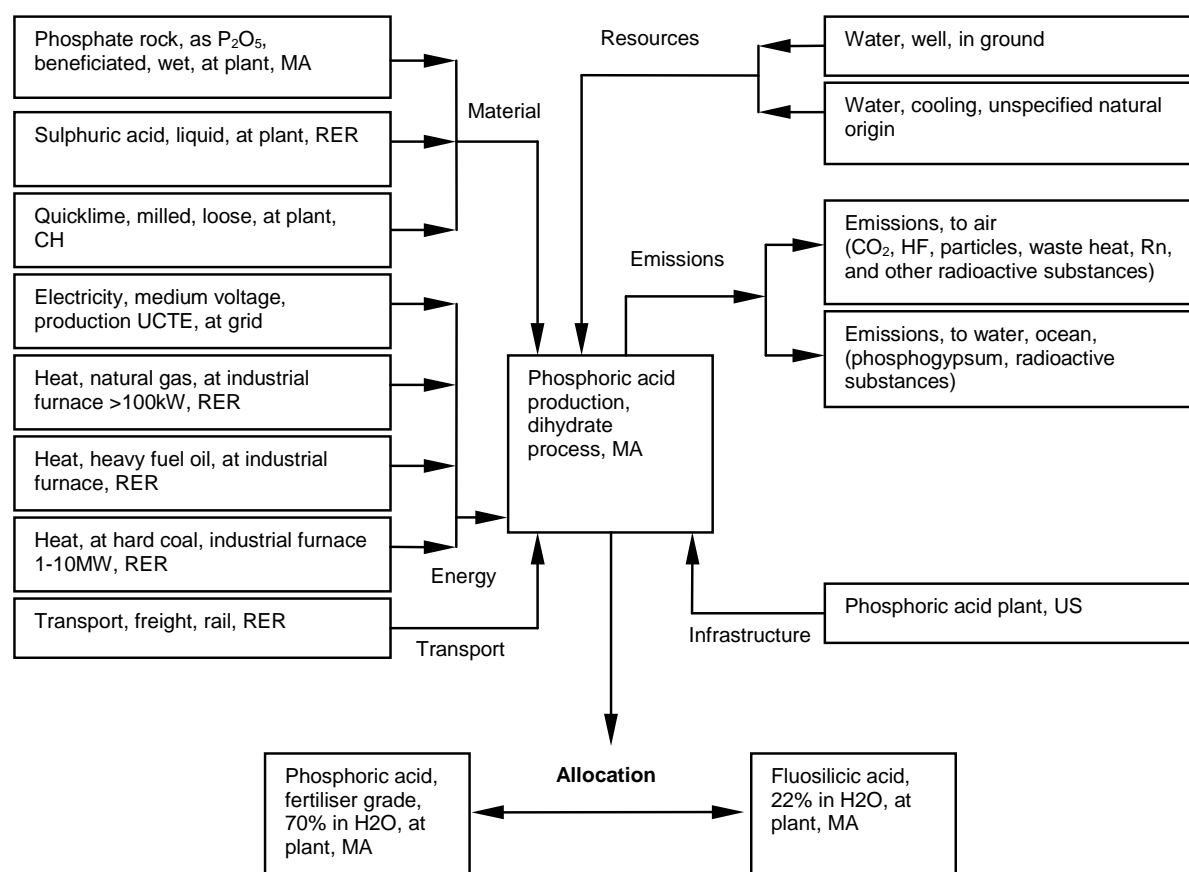 Phosphate rock, as P₂O₅,
beneficiated, wet, at plant, MA
Sulphuric acid, liquid, at plant, RER
Quicklime, milled, loose, at plant,
CH
Electricity, medium voltage,
production UCTE, at grid
Heat, natural gas, at industrial
furnace >100kW, RER
Heat, heavy fuel oil, at industrial
furnace, RER
Heat, at hard coal, industrial furnace
1-10MW, RER
Transport, freight, rail, RER
Material
Energy
Transport
Resources
Water, well, in ground
Water, cooling, unspecified natural
origin
Emissions
Emissions, to air
(CO₂, HF, particles, waste heat, Rn,
and other radioactive substances)
Emissions, to water, ocean,
(phosphogypsum, radioactive
substances)
Phosphoric acid
production,
dihydrate
process, MA
Infrastructure
Phosphoric acid plant, US
Allocation
Phosphoric acid,
fertiliser grade,
70% in H2O, at
plant, MA
Fluosilicic acid,
22% in H2O, at
plant, MA